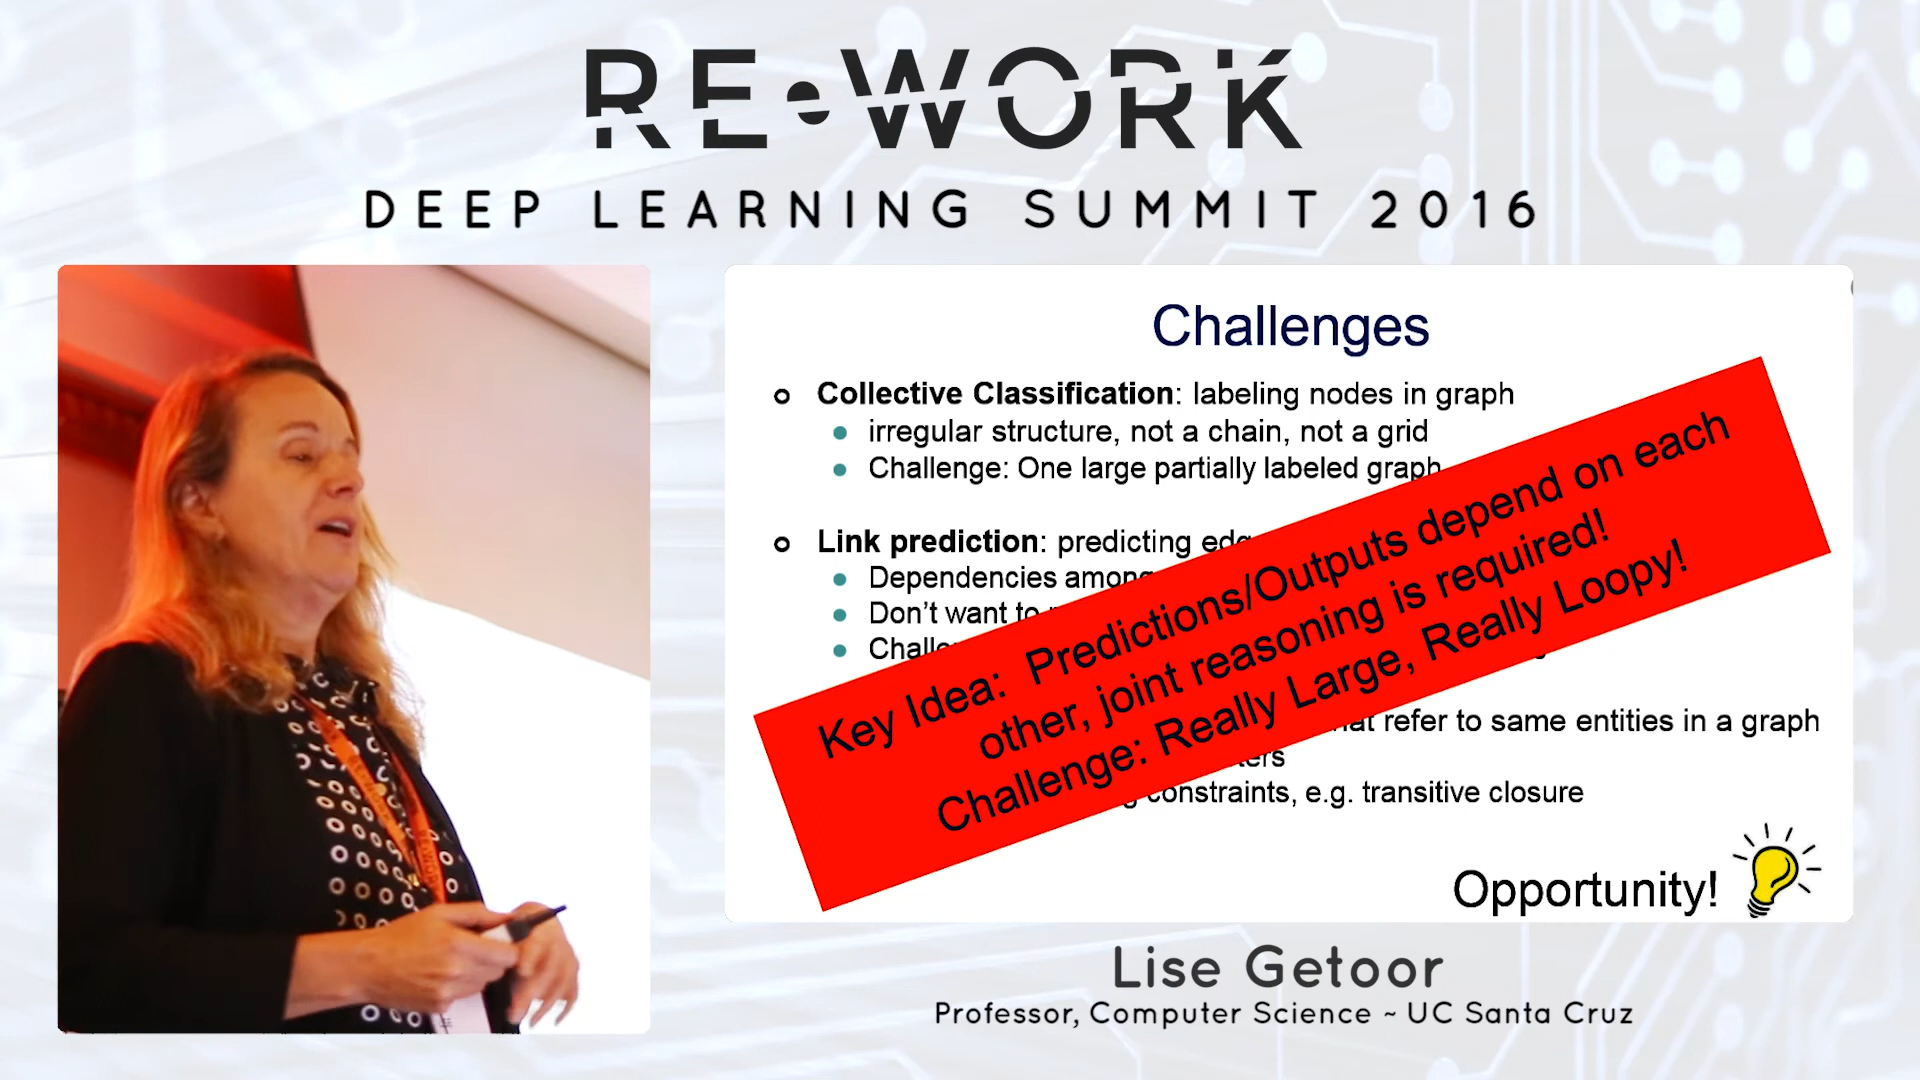 RE•WORK
DEEP LEARNING SUMMIT 2016
Challenges
Collective Classification: labeling nodes in graph
irregular structure, not a chain, not a grid
Challenge: One large partially labeled graph
Link prediction: predicting
Dependencies among
Don't want to
Key Idea: Predictions/Outputs depend on each
other, joint reasoning is required!
Challenge: Really Large, Really Loopy!
refer to same entities in a graph
constraints, e.g. transitive closure
Opportunity!
Lise Getoor
Professor, Computer Science ~ UC Santa Cruz